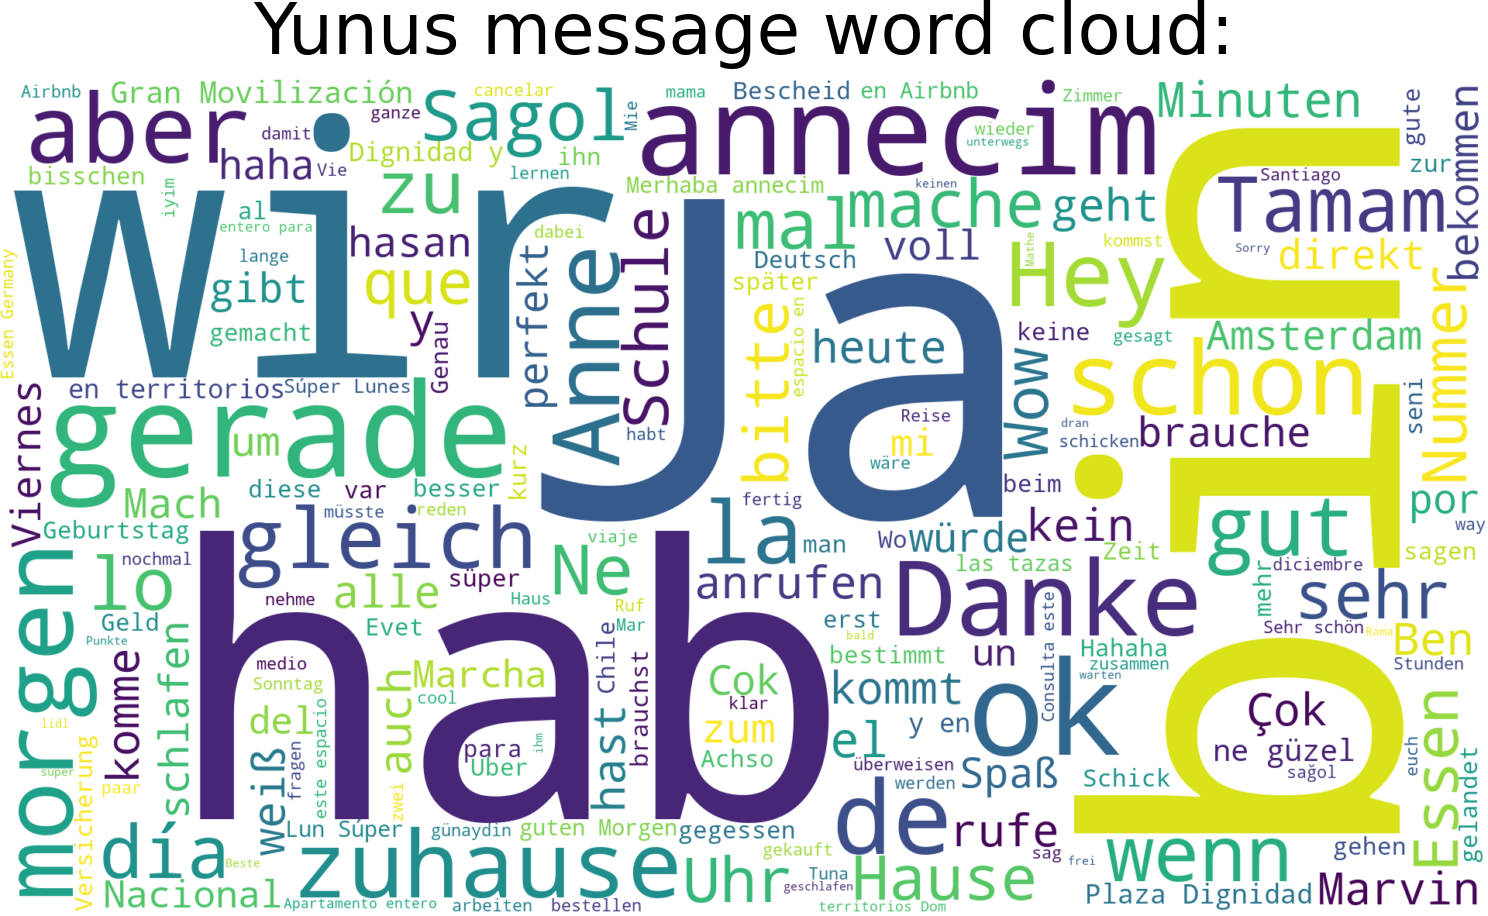 Yunus message word cloud:
Airbnb
Gran Movilización
cancelar
mama
Bescheid
en Airbnb
Zimmer
Minuten
gute
bekommen
aber
damit
ganze
Sagol
Mie
annecim
wieder
unterwegs
zur
haha
Vie
Dignidad y
ihn
lernen
bisschen
iyim
zu
Merhaba annecim
keinen
Santiago
Tamam
wir
al
entero para
hasan
dabei
mal
mache
geht
Sorry
direkt
lange
gibt
que
perfekt
Anne
Schule
Deutsch
voll
Hey
Mathe
kommst
Essen Germany
gemacht
y
Genau
später
espacio en
bitte
heute
keine
gesagt
Amsterdam
Nummer
en territorios
Súper Lunes
Ja
Wow
schon
seni
Viernes
gerade
um
kurz
habt
Reise
mi
wäre
dran
schicken
brauche
bin
Mach
diese
var
besser
müsste
reden
fertig
beim
por
way
Geburtstag
nochmal
gleich
viaje
la
man
Wo
würde
kein
gut
sagen
morgen
lo
nehme
alle
süper
Ne
Haus
anrufen
las tazas
Zeit
mehr
diciembre
sehr
Geld
Punkte
Evet
Ruf
Mar
erst
bald
Danke
Consulta este
Sehr schön
Rama
Ben
komme
schlafen
hab
medio
Sonntag
Marcha
cool
Chile
brauchst
Cok
klar
bestimmt
un
Hahaha
zusammen
warten
Stunden
lidl
super
del
auch
hast
zum
kommt
y en
ok
Çok
ne güzel
sağol
euch
Essen
gelandet
Versicherung
paar
weiß
fragen
este espacio
zwei
para
Uber
ihm
Achso
el
überweisen
werden
Spaß
Schick
día
Lun Súper
günaydin
guten Morgen
gegessen
gekauft
de
rufe
sag
frei
wenn
gehen
Nacional
Beste
zuhause
Uhr
Tuna
geschlafen
Hause
Plaza Dignidad
Marvin
Apartamento entero
arbeiten
bestellen
territorios Dom